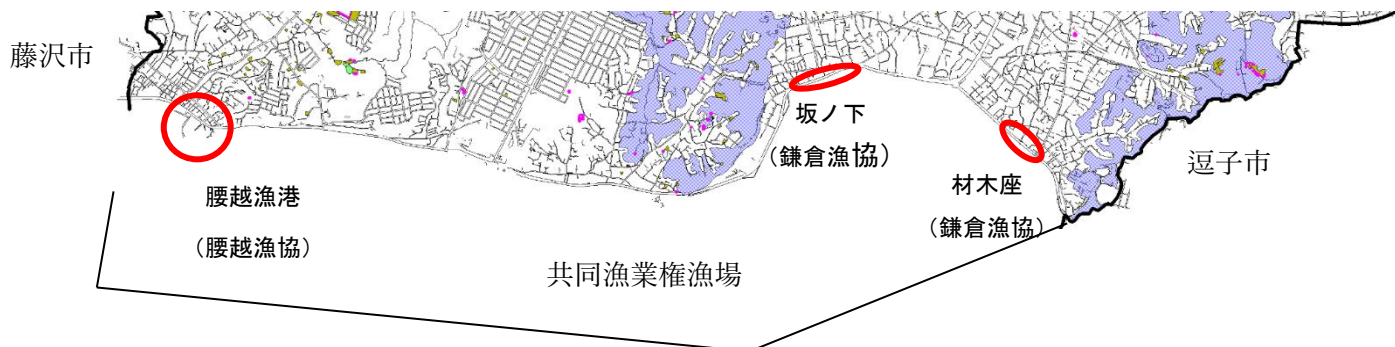 藤沢市
坂ノ下
(鎌倉漁協)
逗子市
材木座
(鎌倉漁協)
腰越漁港
(腰越漁協)
共同漁業権漁場